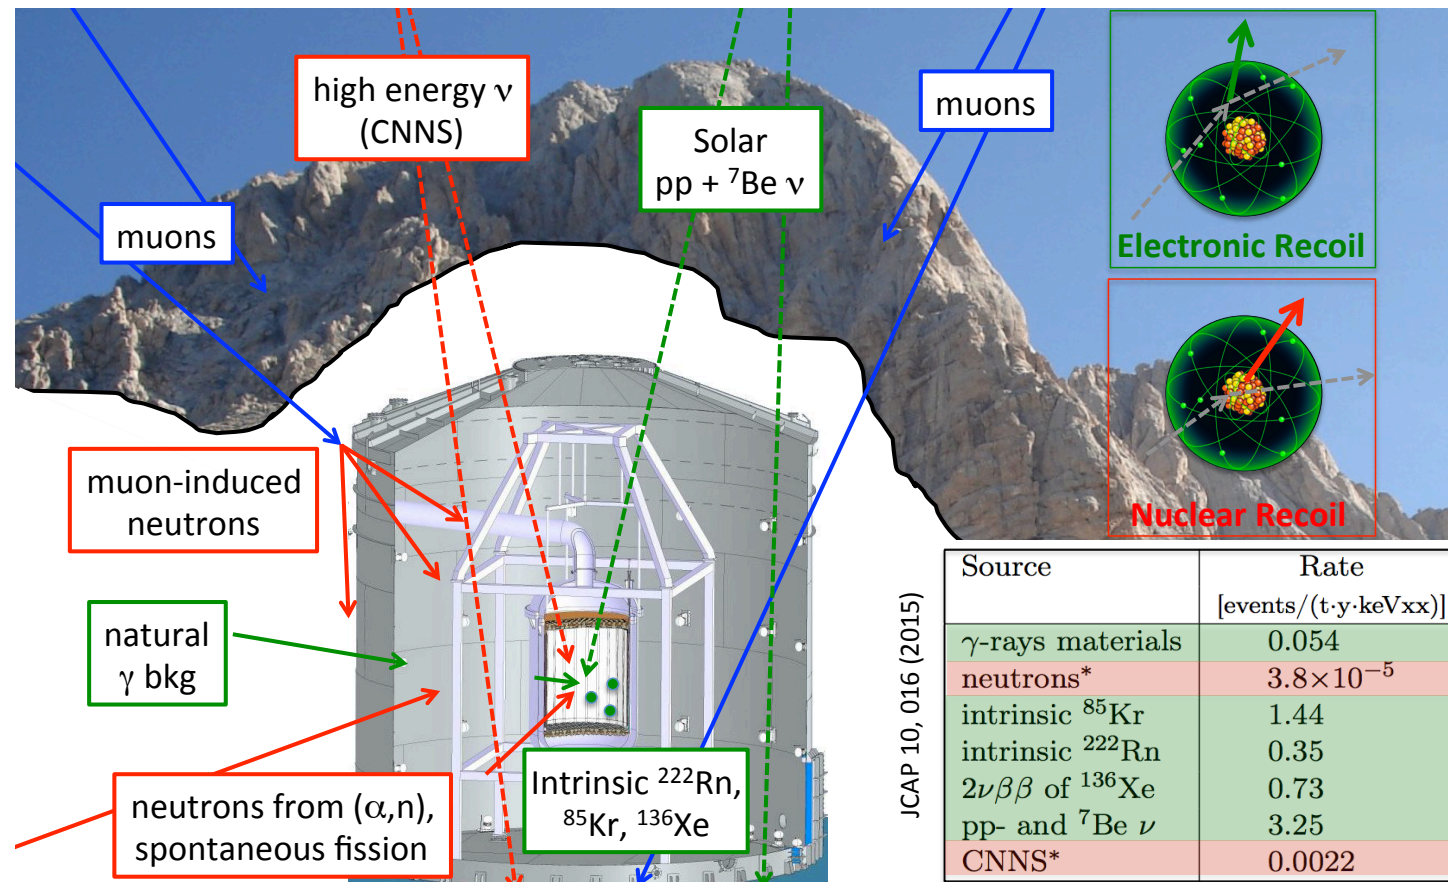 high energy ν
(CNNS)
Solar
pp + ⁷Be ν
muons
muons
Electronic Recoil
Nuclear Recoil
muon-induced
neutrons
natural
γ bkg
neutrons from (α,n),
spontaneous fission
Intrinsic ²²²Rn,
⁸⁵Kr, ¹³⁶Xe
JCAP 10, 016 (2015)
Source Rate
[events/(t·y·keVxx)]
γ-rays materials 0.054
neutrons* 3.8×10⁻⁵
intrinsic ⁸⁵Kr 1.44
intrinsic ²²²Rn 0.35
2νββ of ¹³⁶Xe 0.73
pp- and ⁷Be ν 3.25
CNNS* 0.0022